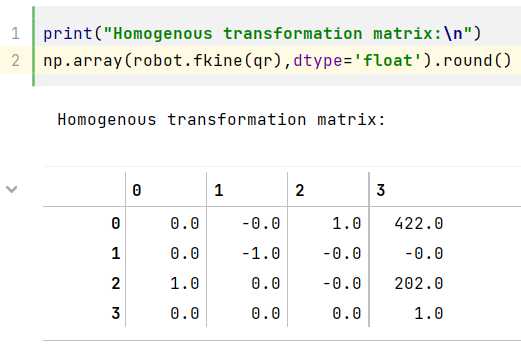 1 print("Homogenous transformation matrix:\n")
2 np.array(robot.fkine(qr),dtype='float').round()
Homogenous transformation matrix:
0 1 2 3
0 0.0 -0.0 1.0 422.0
1 0.0 -1.0 -0.0 -0.0
2 1.0 0.0 -0.0 202.0
3 0.0 0.0 0.0 1.0